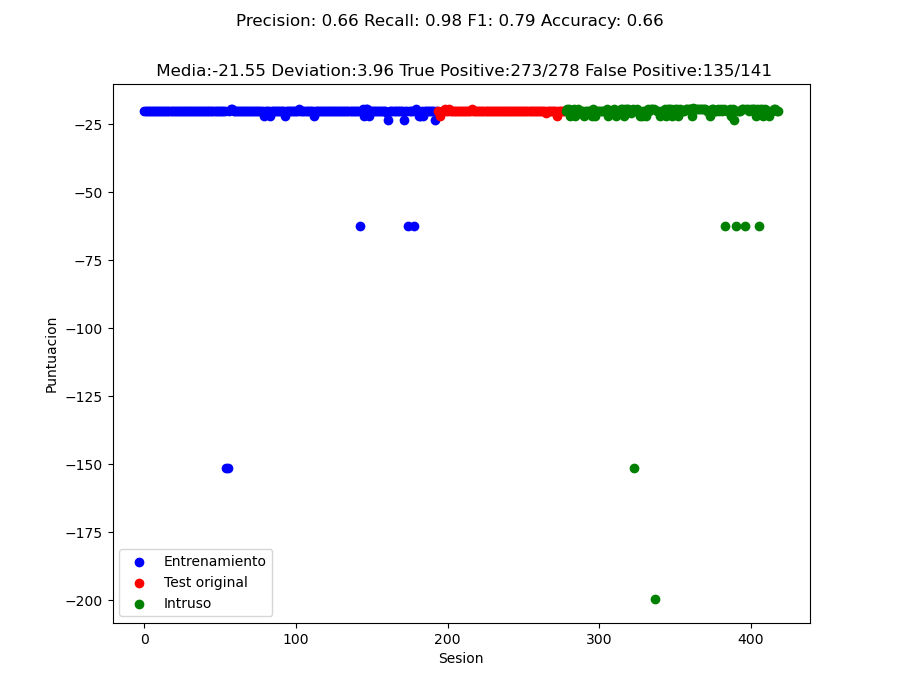 Precision: 0.66 Recall: 0.98 F1: 0.79 Accuracy: 0.66
Media:-21.55 Deviation:3.96 True Positive:273/278 False Positive:135/141
−25
−50
−75
−100
−125
−150
−175
−200
Puntuacion
Entrenamiento
Test original
Intruso
0
100
200
300
400
Sesion